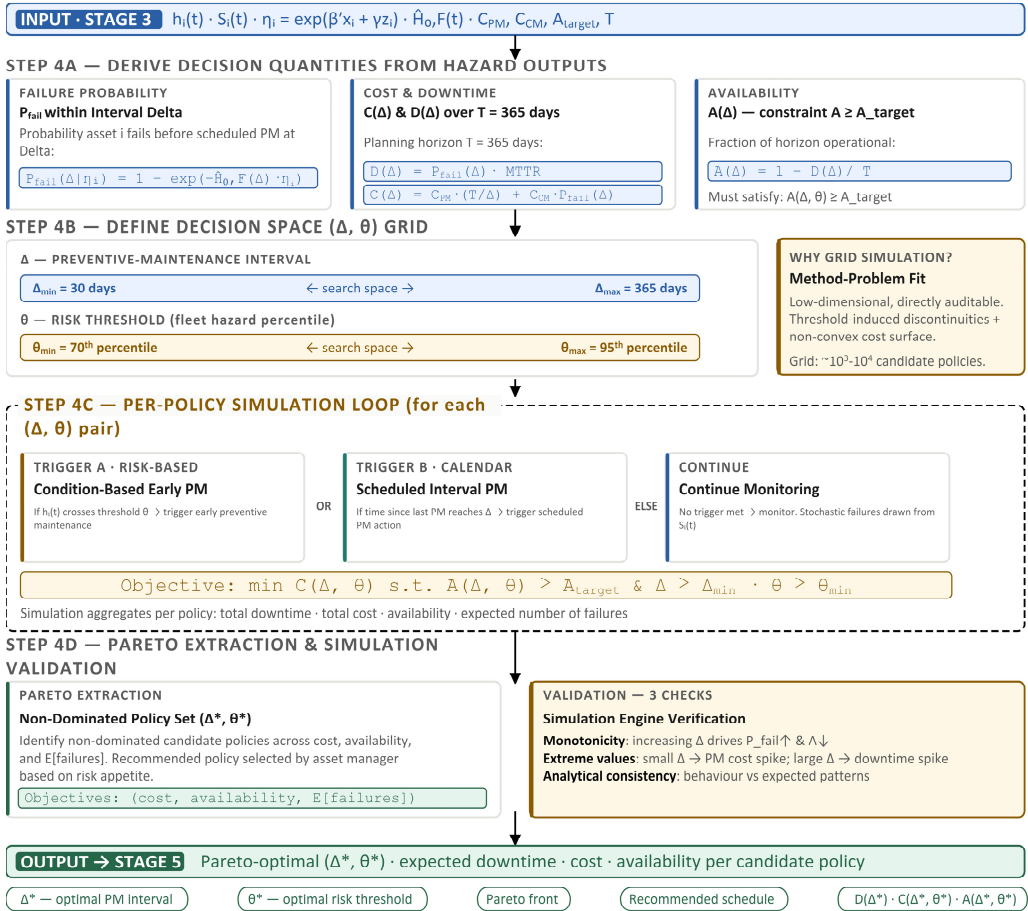 INPUT · STAGE 3 hᵢ(t) · Sᵢ(t) · ηᵢ = exp(β′xᵢ + γzᵢ) · Ĥ₀,F(t) · C_PM, C_CM, A_target, T
STEP 4A — DERIVE DECISION QUANTITIES FROM HAZARD OUTPUTS
FAILURE PROBABILITY
P_fail within Interval Delta
Probability asset i fails before scheduled PM at
Delta:
P_fail(Δ|ηᵢ) = 1 - exp(-Ĥ₀,F(Δ)·ηᵢ)
COST & DOWNTIME
C(Δ) & D(Δ) over T = 365 days
Planning horizon T = 365 days:
D(Δ) = P_fail(Δ)· MTTR
C(Δ) = C_PM·(T/Δ) + C_CM·P_fail(Δ)
AVAILABILITY
A(Δ) — constraint A ≥ A_target
Fraction of horizon operational:
A(Δ) = 1 - D(Δ)/ T
Must satisfy: A(Δ, θ) ≥ A_target
STEP 4B — DEFINE DECISION SPACE (Δ, θ) GRID
Δ — PREVENTIVE-MAINTENANCE INTERVAL
Δ_min = 30 days ← search space → Δ_max = 365 days
θ — RISK THRESHOLD (fleet hazard percentile)
θ_min = 70ᵗʰ percentile ← search space → θ_max = 95ᵗʰ percentile
WHY GRID SIMULATION?
Method-Problem Fit
Low-dimensional, directly auditable.
Threshold induced discontinuities +
non-convex cost surface.
Grid: ~10³-10⁴ candidate policies.
STEP 4C — PER-POLICY SIMULATION LOOP (for each
(Δ, θ) pair)
TRIGGER A · RISK-BASED
Condition-Based Early PM
If hᵢ(t) crosses threshold θ → trigger early preventive
maintenance
OR
TRIGGER B · CALENDAR
Scheduled Interval PM
If time since last PM reaches Δ → trigger scheduled
PM action
ELSE
CONTINUE
Continue Monitoring
No trigger met → monitor. Stochastic failures drawn from
Sᵢ(t)
Objective: min C(Δ, θ) s.t. A(Δ, θ) ≥ A_target & Δ ≥ Δ_min · θ ≥ θ_min
Simulation aggregates per policy: total downtime · total cost · availability · expected number of failures
STEP 4D — PARETO EXTRACTION & SIMULATION
VALIDATION
PARETO EXTRACTION
Non-Dominated Policy Set (Δ*, θ*)
Identify non-dominated candidate policies across cost, availability,
and E[failures]. Recommended policy selected by asset manager
based on risk appetite.
Objectives: (cost, availability, E[failures])
VALIDATION — 3 CHECKS
Simulation Engine Verification
Monotonicity: increasing Δ drives P_fail↑ & A↓
Extreme values: small Δ → PM cost spike; large Δ → downtime spike
Analytical consistency: behaviour vs expected patterns
OUTPUT → STAGE 5 Pareto-optimal (Δ*, θ*) · expected downtime · cost · availability per candidate policy
Δ* — optimal PM interval
θ* — optimal risk threshold
Pareto front
Recommended schedule
D(Δ*) · C(Δ*, θ*) · A(Δ*, θ*)